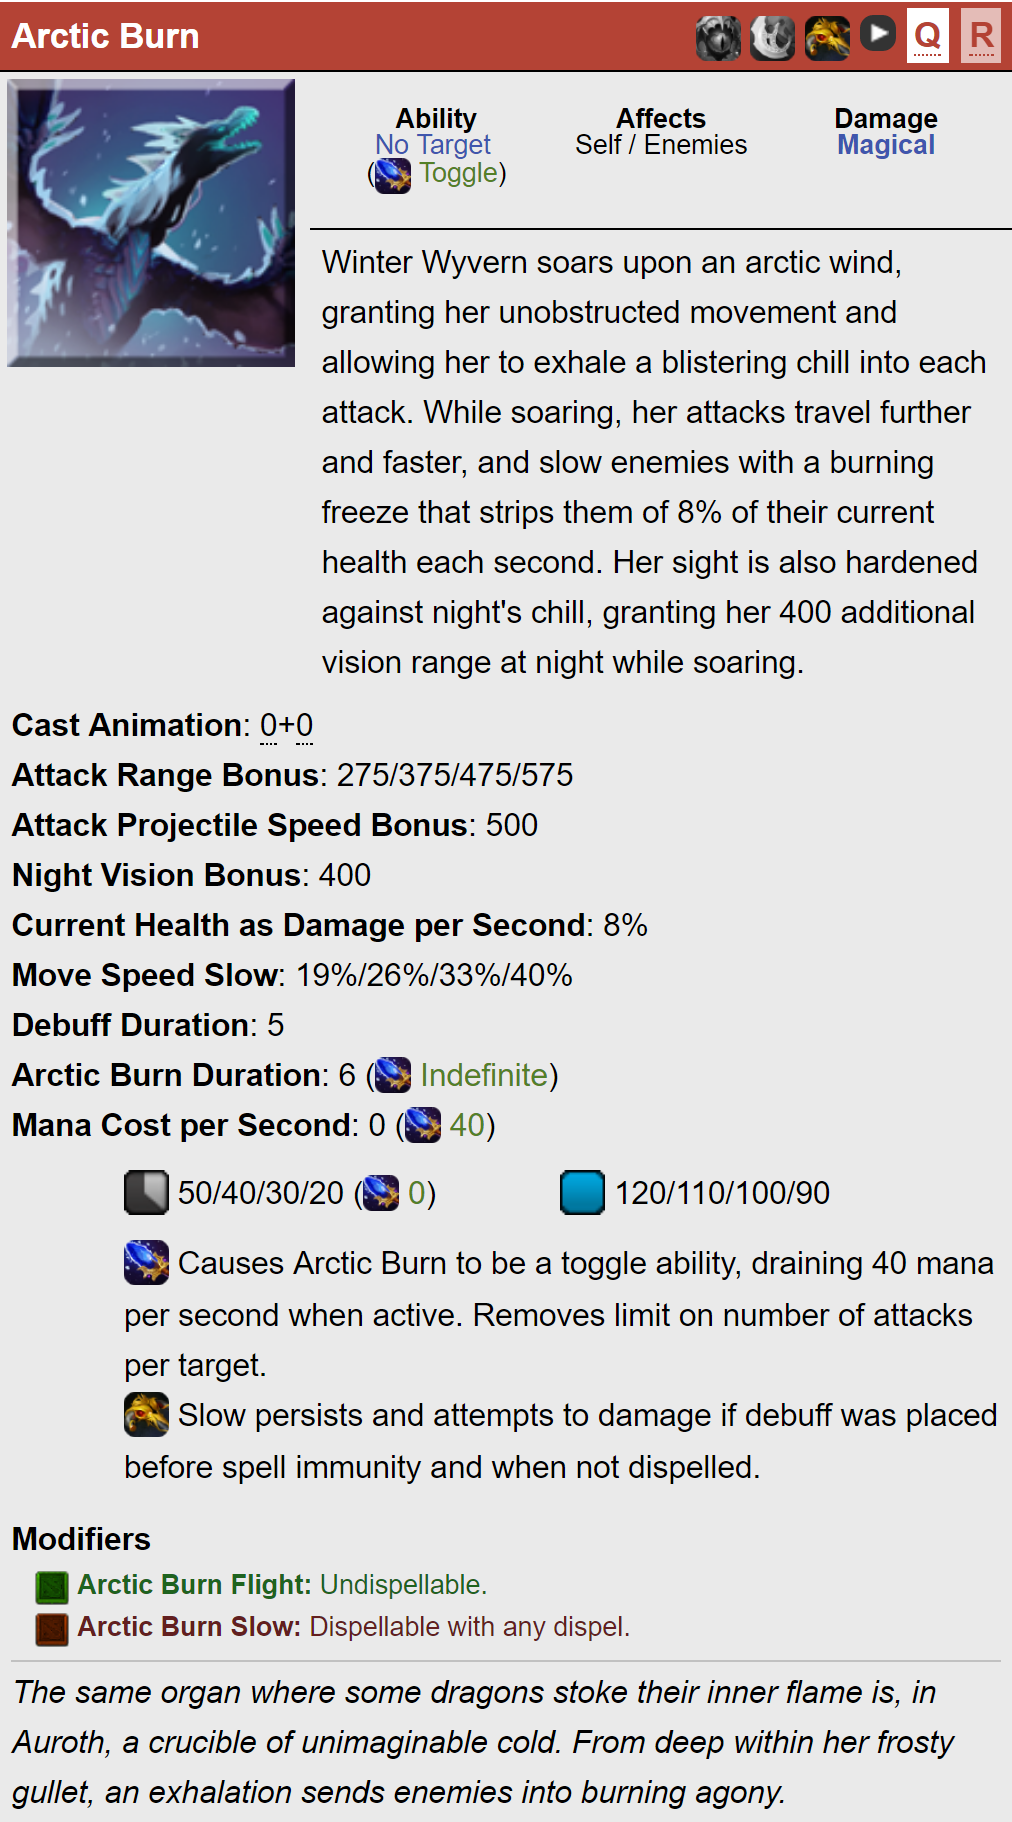 Arctic Burn Q R
Ability Affects Damage
No Target Self / Enemies Magical
(Toggle)
Winter Wyvern soars upon an arctic wind,
granting her unobstructed movement and
allowing her to exhale a blistering chill into each
attack. While soaring, her attacks travel further
and faster, and slow enemies with a burning
freeze that strips them of 8% of their current
health each second. Her sight is also hardened
against night's chill, granting her 400 additional
vision range at night while soaring.
Cast Animation: 0+0
Attack Range Bonus: 275/375/475/575
Attack Projectile Speed Bonus: 500
Night Vision Bonus: 400
Current Health as Damage per Second: 8%
Move Speed Slow: 19%/26%/33%/40%
Debuff Duration: 5
Arctic Burn Duration: 6 (Indefinite)
Mana Cost per Second: 0 (40)
50/40/30/20 (0) 120/110/100/90
Causes Arctic Burn to be a toggle ability, draining 40 mana
per second when active. Removes limit on number of attacks
per target.
Slow persists and attempts to damage if debuff was placed
before spell immunity and when not dispelled.
Modifiers
Arctic Burn Flight: Undispellable.
Arctic Burn Slow: Dispellable with any dispel.
The same organ where some dragons stoke their inner flame is, in
Auroth, a crucible of unimaginable cold. From deep within her frosty
gullet, an exhalation sends enemies into burning agony.